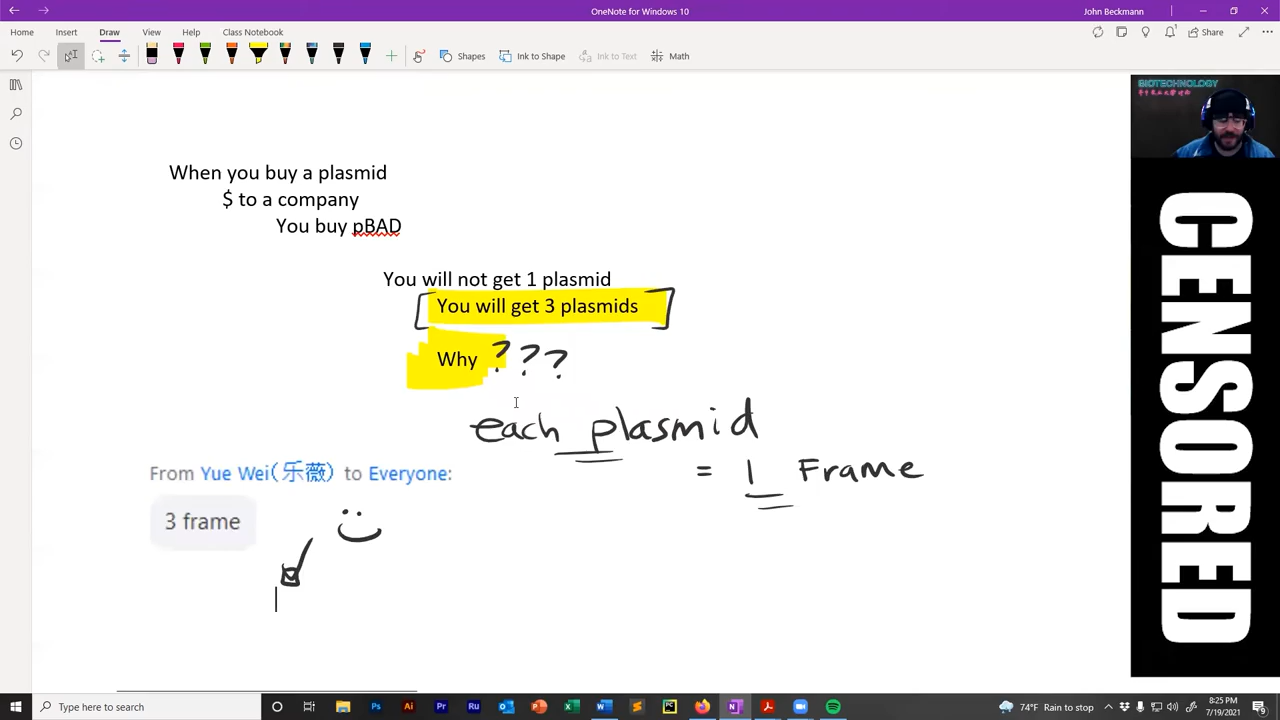 OneNote for Windows 10
John Beckmann
Home Insert Draw View Help Class Notebook
Share
Shapes Ink to Shape Ink to Text Math
BIOTECHNOLOGY
When you buy a plasmid
$ to a company
You buy pBAD
You will not get 1 plasmid
You will get 3 plasmids
Why ???
each plasmid
= 1 Frame
From Yue Wei(乐薇) to Everyone:
3 frame
CENSORED
Type here to search
74°F Rain to stop
8:25 PM
7/19/2021